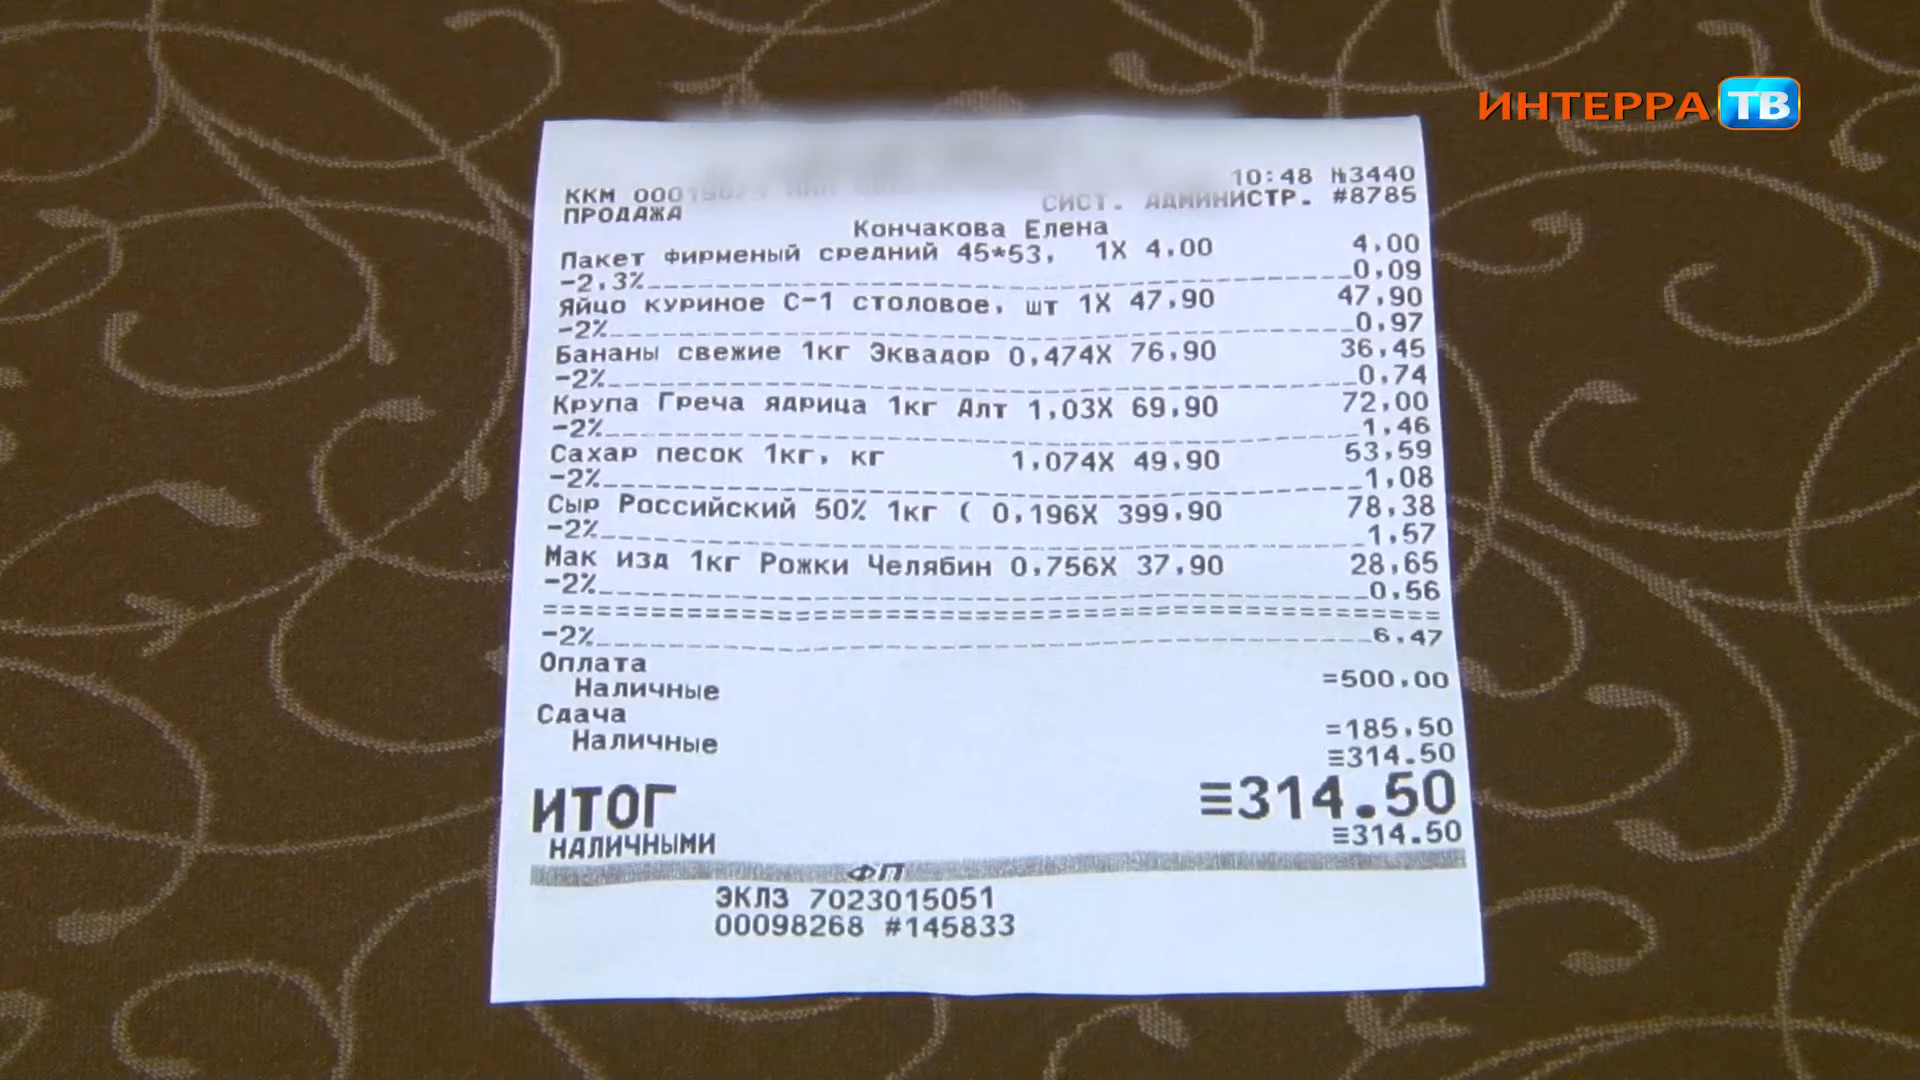 ИНТЕРРА ТВ
10:48 №3440
ККМ
СИСТ. АДМИНИСТР. #8785
ПРОДАЖА
Кончакова Елена
Пакет фирменый средний 45*53, 1X 4,00 4,00
-2,3% 0,09
Яйцо куриное С-1 столовое, шт 1X 47,90 47,90
-2% 0,97
Бананы свежие 1кг Эквадор 0,474X 76,90 36,45
-2% 0,74
Крупа Греча ядрица 1кг Алт 1,03X 69,90 72,00
-2% 1,46
Сахар песок 1кг, кг 1,074X 49,90 53,59
-2% 1,08
Сыр Российский 50% 1кг ( 0,196X 399,90 78,38
-2% 1,57
Мак изд 1кг Рожки Челябин 0,756X 37,90 28,65
-2% 0,56
-2% 6,47
Оплата
Наличные =500,00
Сдача
Наличные =185,50
≡314.50
ИТОГ ≡314.50
НАЛИЧНЫМИ ≡314.50
ФП
ЭКЛЗ 7023015051
00098268 #145833